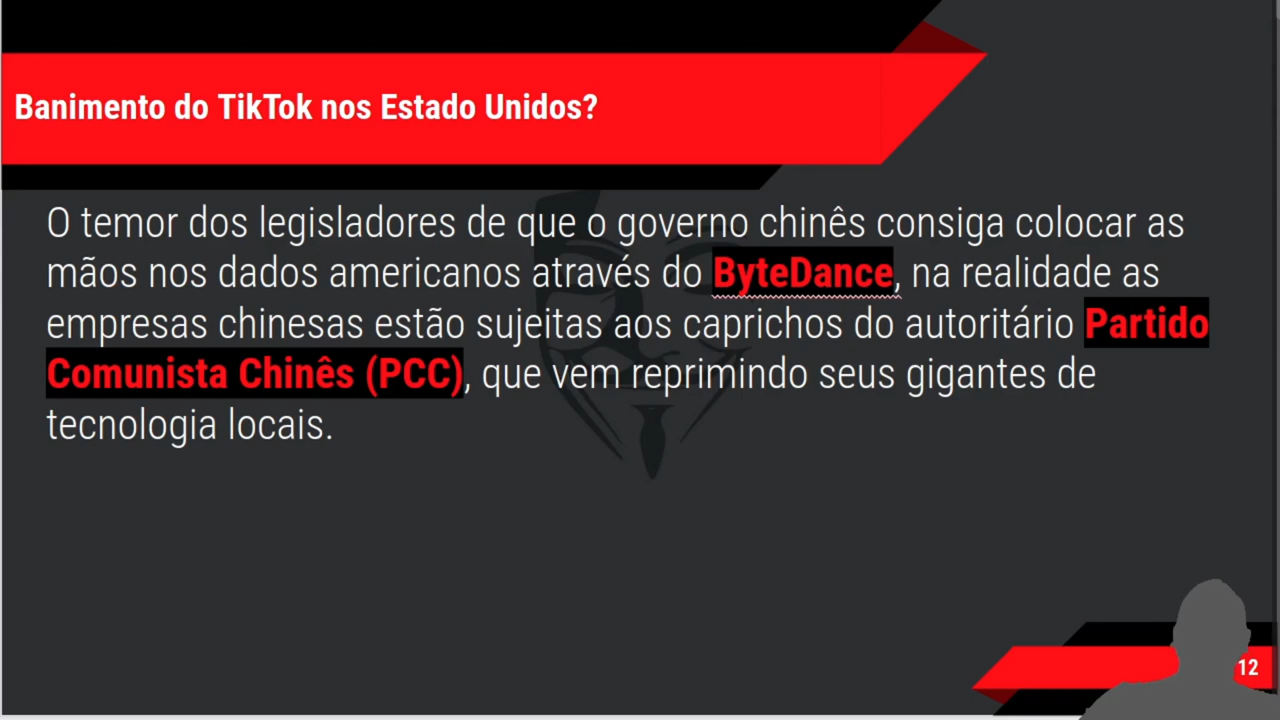 Banimento do TikTok nos Estado Unidos?
O temor dos legisladores de que o governo chinês consiga colocar as
mãos nos dados americanos através do ByteDance, na realidade as
empresas chinesas estão sujeitas aos caprichos do autoritário Partido
Comunista Chinês (PCC), que vem reprimindo seus gigantes de
tecnologia locais.
12